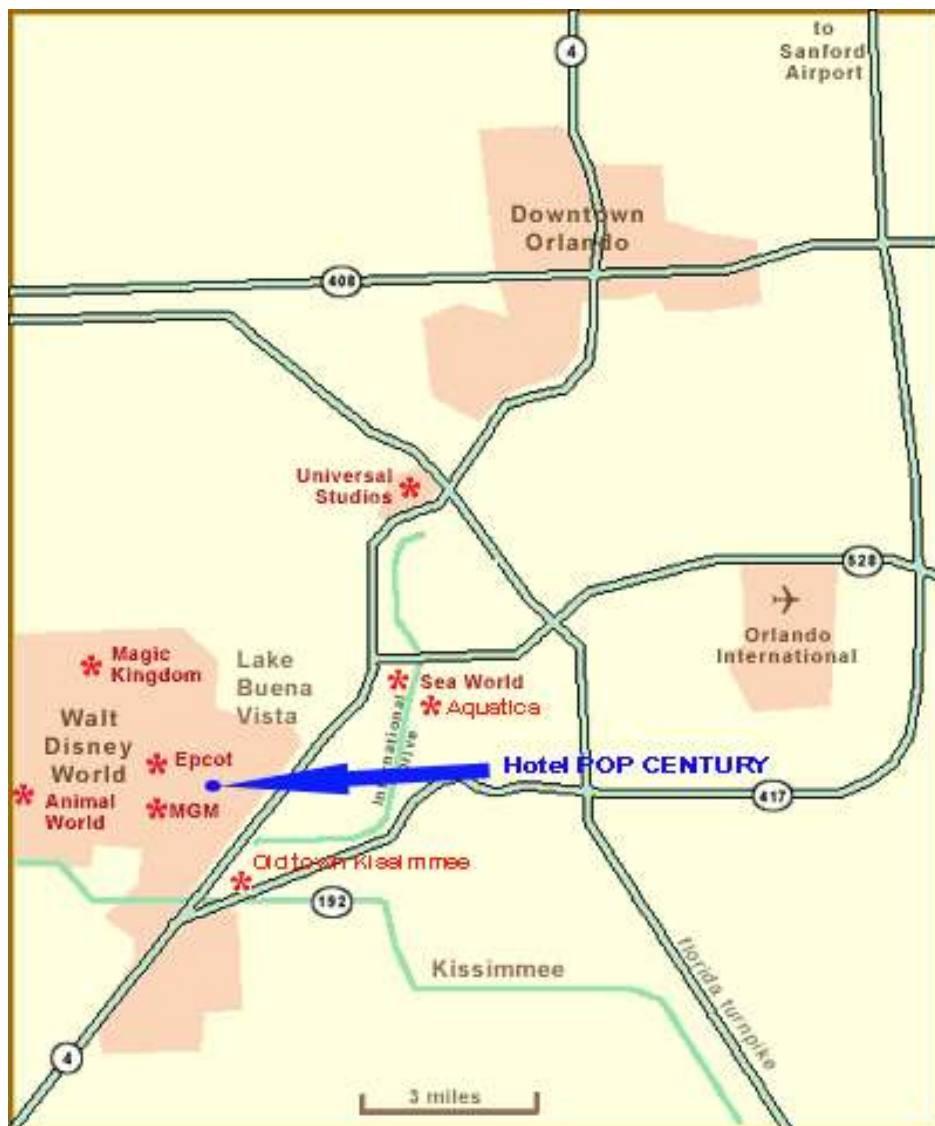 to
Sanford
Airport
4
Downtown
Orlando
408
Universal
Studios
528
Orlando
International
Magic
Kingdom
Lake
Buena
Vista
Sea World
Aquatica
International
Drive
Walt
Disney
World
Epcot
Hotel POP CENTURY
Animal
World
MGM
417
Oldtown Kissimmee
192
Kissimmee
florida turnpike
4
3 miles